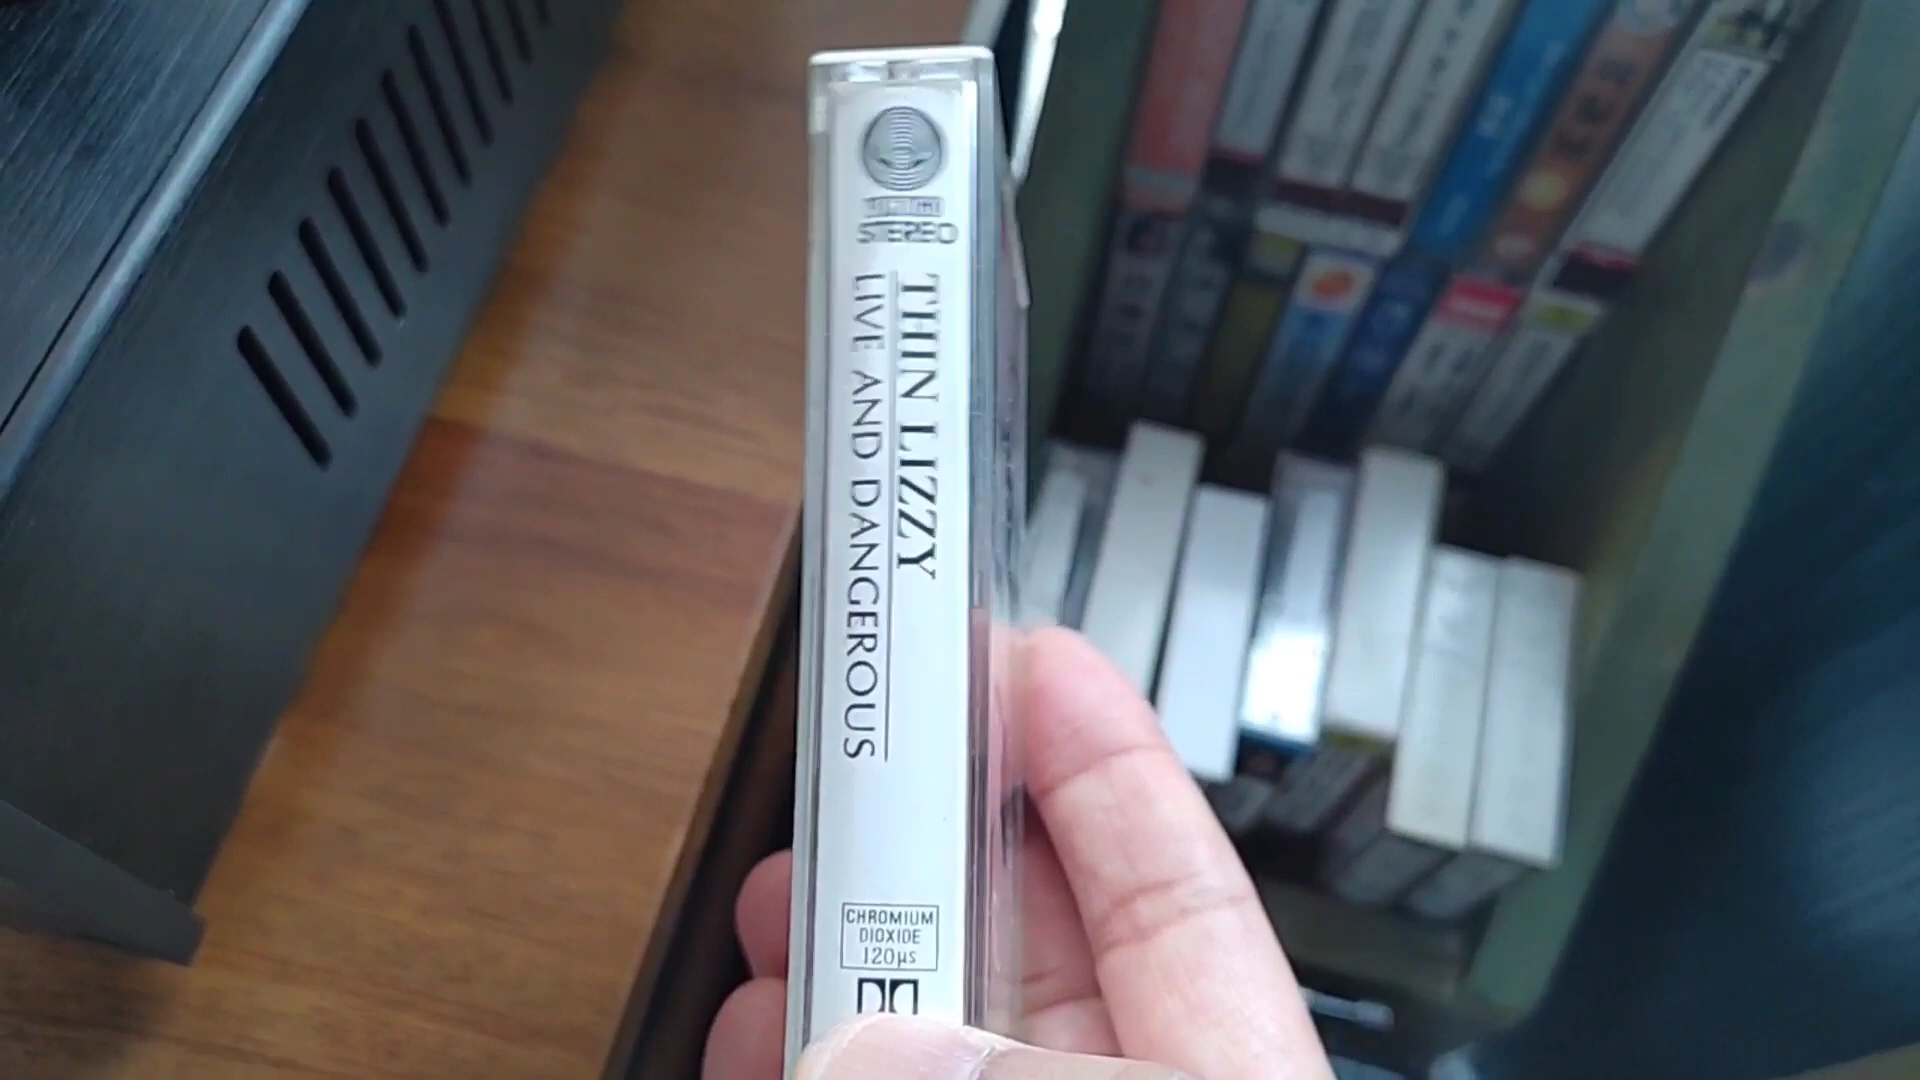 STEREO
THIN LIZZY
LIVE AND DANGEROUS
CHROMIUM
DIOXIDE
120µs